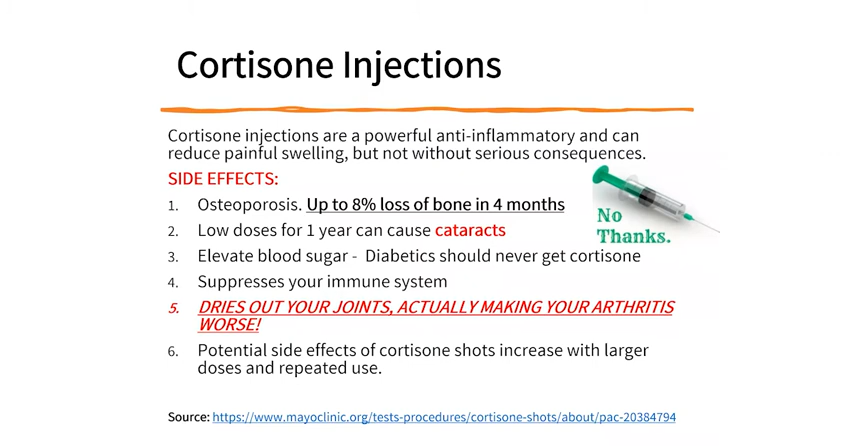 Cortisone Injections
Cortisone injections are a powerful anti-inflammatory and can
reduce painful swelling, but not without serious consequences.
SIDE EFFECTS:
1. Osteoporosis. Up to 8% loss of bone in 4 months
2. Low doses for 1 year can cause cataracts
3. Elevate blood sugar - Diabetics should never get cortisone
4. Suppresses your immune system
5. DRIES OUT YOUR JOINTS, ACTUALLY MAKING YOUR ARTHRITIS
WORSE!
6. Potential side effects of cortisone shots increase with larger
doses and repeated use.
No
Thanks.
Source: https://www.mayoclinic.org/tests-procedures/cortisone-shots/about/pac-20384794